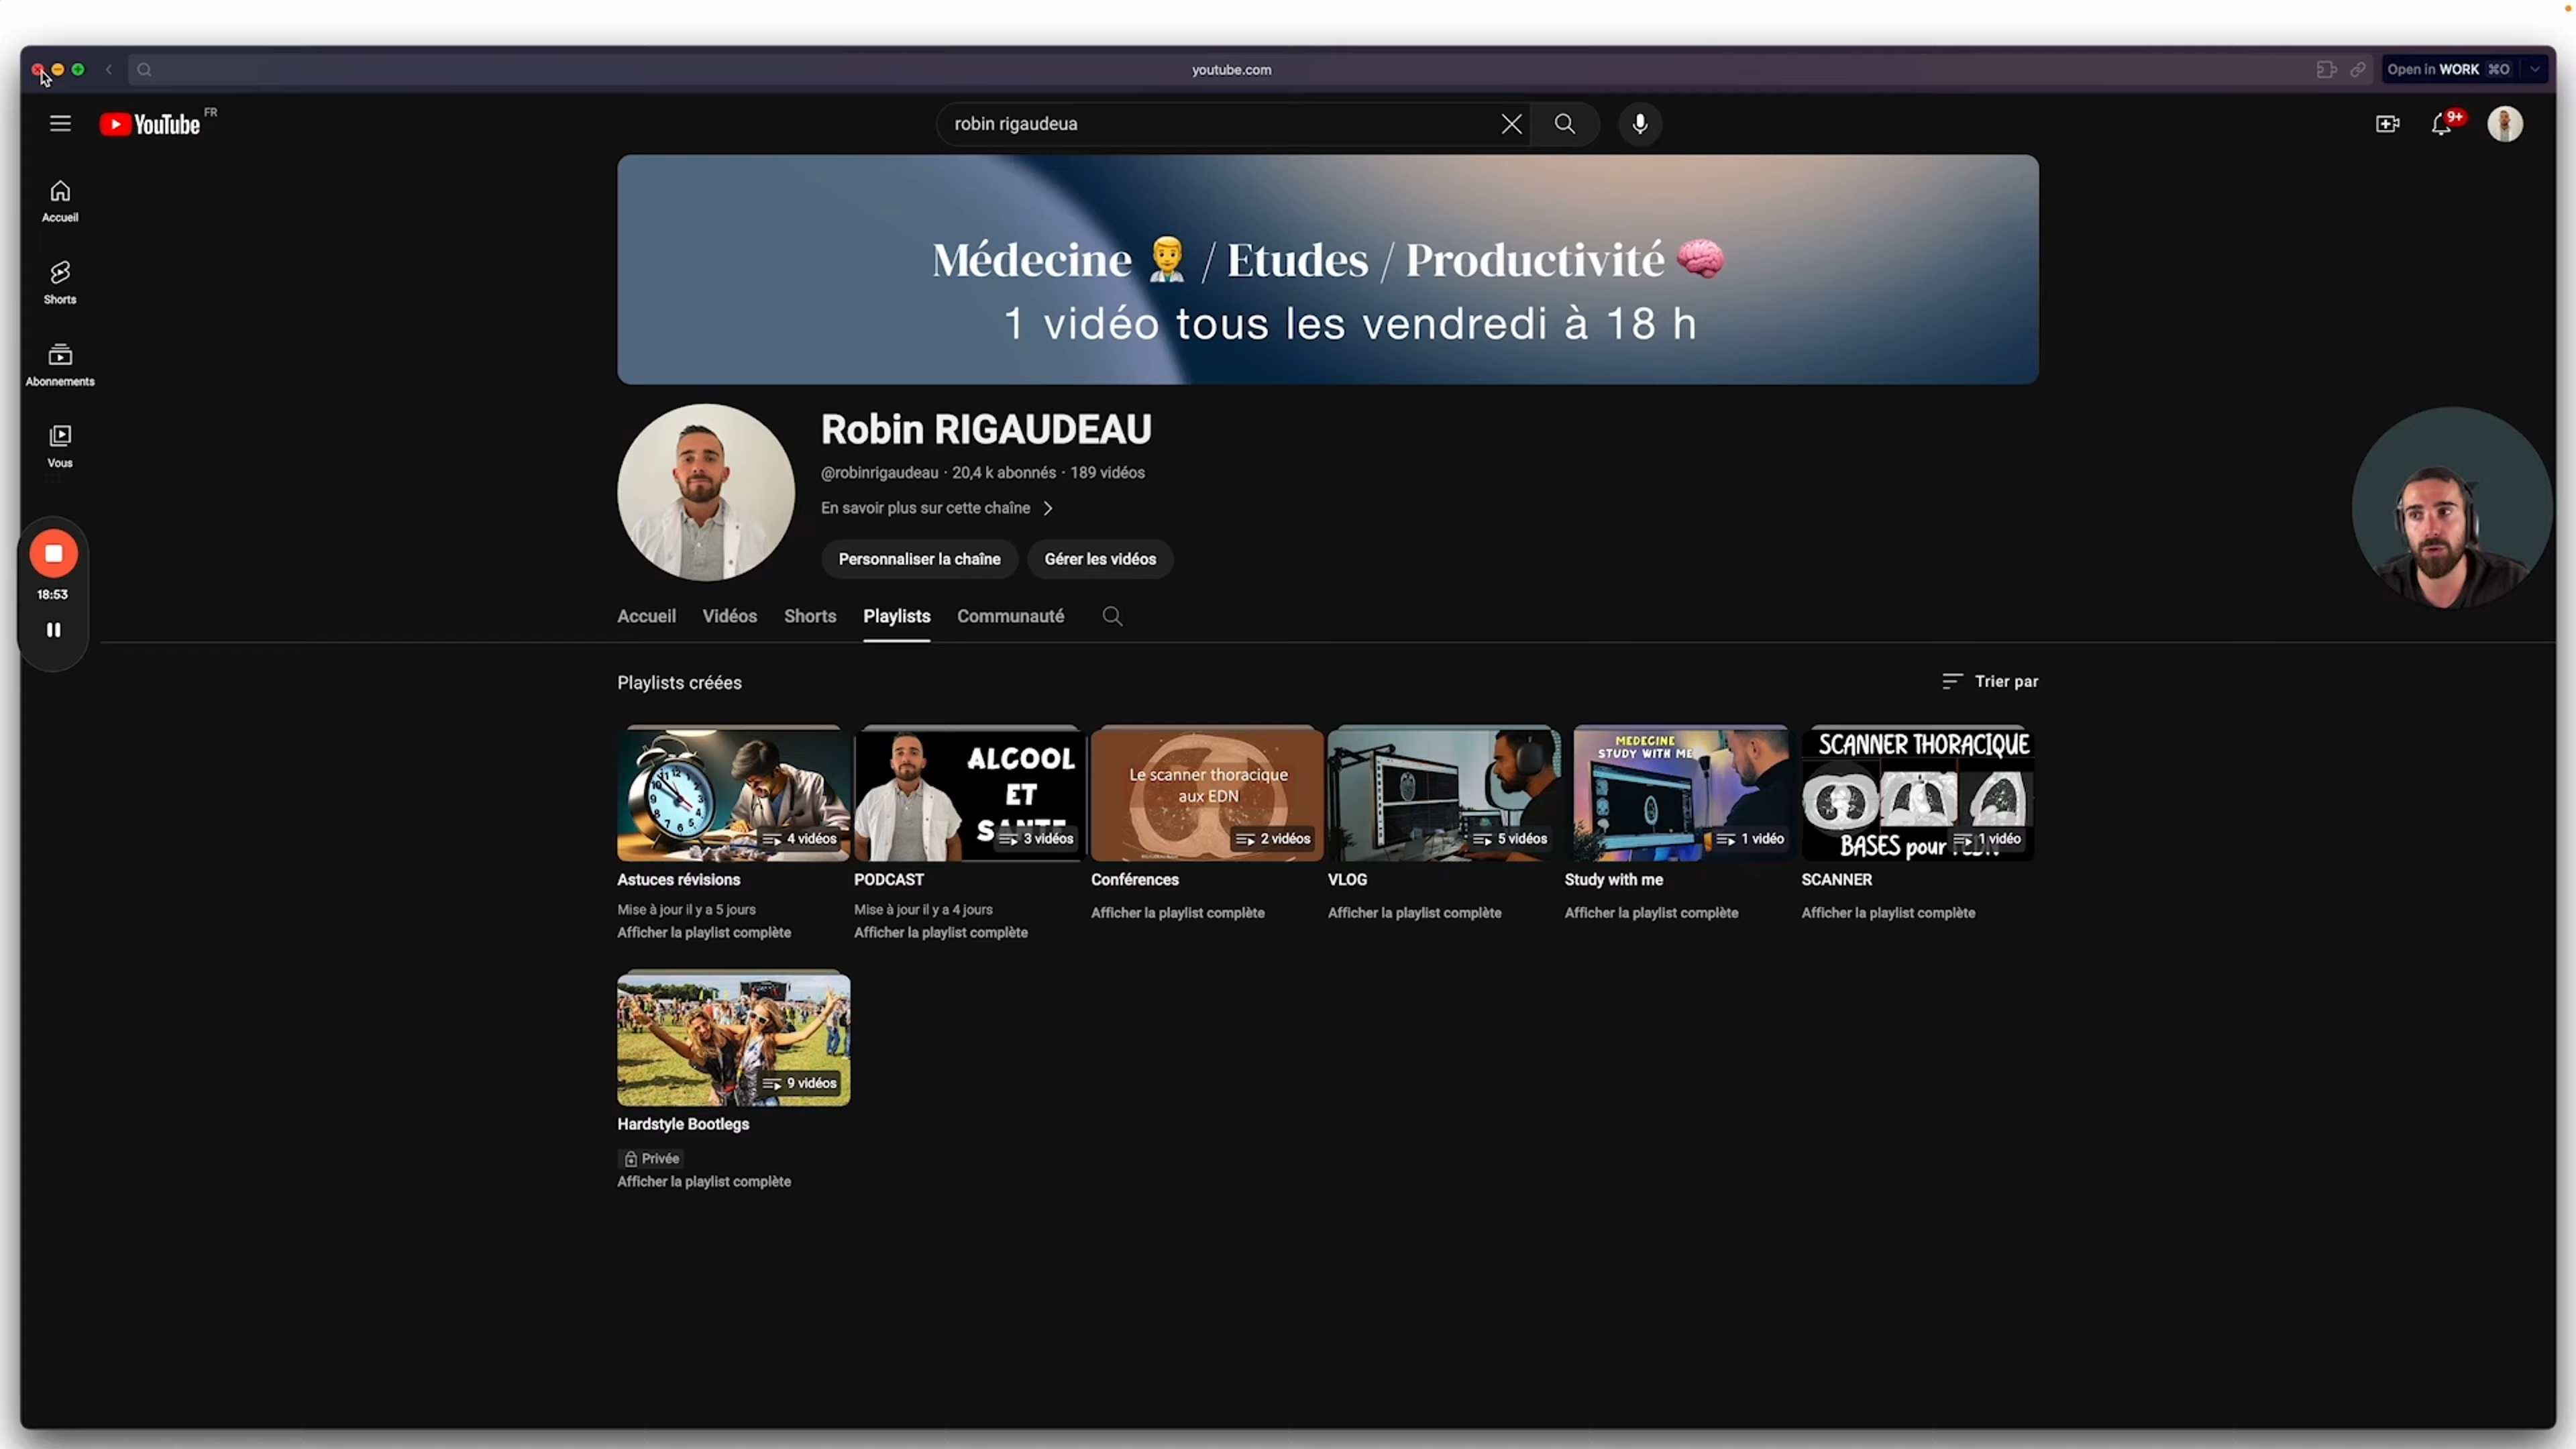 youtube.com
Open in WORK ⌘O
YouTube FR
robin rigaudeua
9+
Accueil
Shorts
Abonnements
Vous
18:53
Médecine 👨‍⚕️ / Etudes / Productivité 🧠
1 vidéo tous les vendredi à 18 h
Robin RIGAUDEAU
@robinrigaudeau · 20,4 k abonnés · 189 vidéos
En savoir plus sur cette chaîne
Personnaliser la chaîne
Gérer les vidéos
Accueil
Vidéos
Shorts
Playlists
Communauté
Playlists créées
Trier par
4 vidéos
Astuces révisions
Mise à jour il y a 5 jours
Afficher la playlist complète
ALCOOL
ET
SANTE
3 vidéos
PODCAST
Mise à jour il y a 4 jours
Afficher la playlist complète
Le scanner thoracique
aux EDN
2 vidéos
Conférences
Afficher la playlist complète
5 vidéos
VLOG
Afficher la playlist complète
MEDECINE
STUDY WITH ME
1 vidéo
Study with me
Afficher la playlist complète
SCANNER THORACIQUE
BASES pour
1 vidéo
SCANNER
Afficher la playlist complète
9 vidéos
Hardstyle Bootlegs
Privée
Afficher la playlist complète